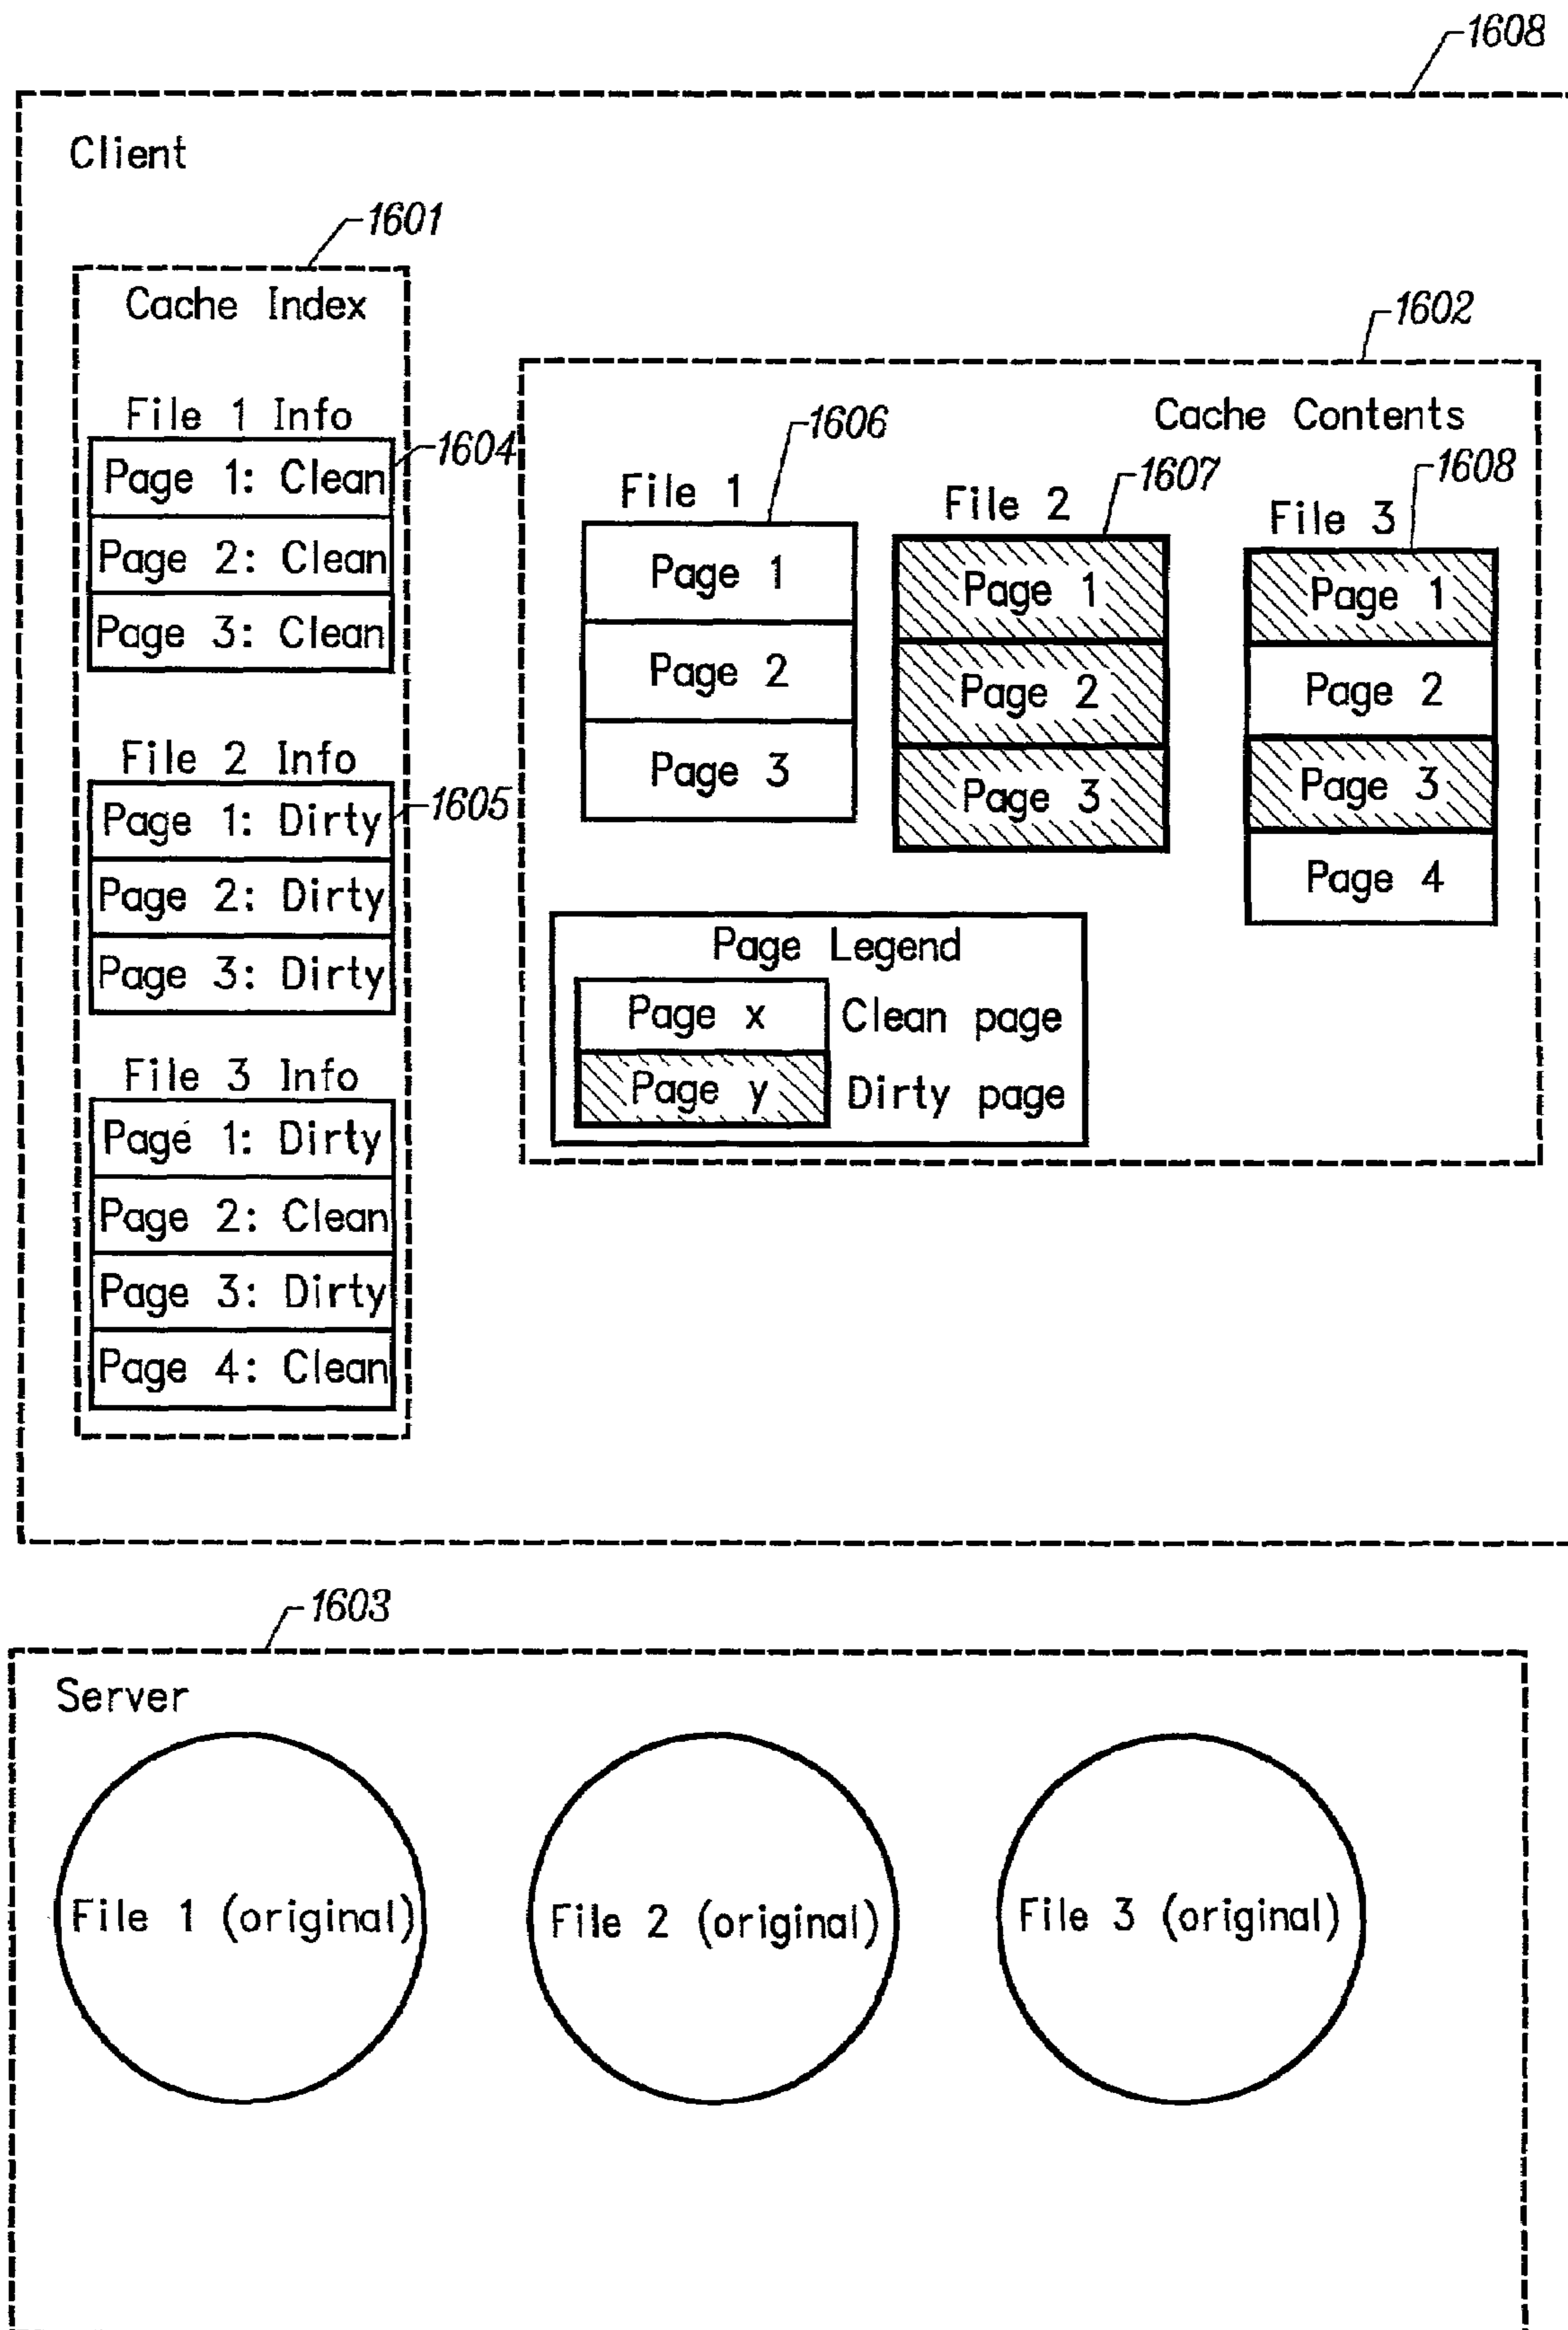 1608
Client
1601
Cache Index
1602
File 1 Info
Page 1: Clean
1604
Page 2: Clean
Page 3: Clean
File 2 Info
Page 1: Dirty
1605
Page 2: Dirty
Page 3: Dirty
File 3 Info
Page 1: Dirty
Page 2: Clean
Page 3: Dirty
Page 4: Clean
Cache Contents
1606
File 1
Page 1
Page 2
Page 3
1607
File 2
Page 1
Page 2
Page 3
1608
File 3
Page 1
Page 2
Page 3
Page 4
Page Legend
Page x Clean page
Page y Dirty page
1603
Server
File 1 (original)
File 2 (original)
File 3 (original)